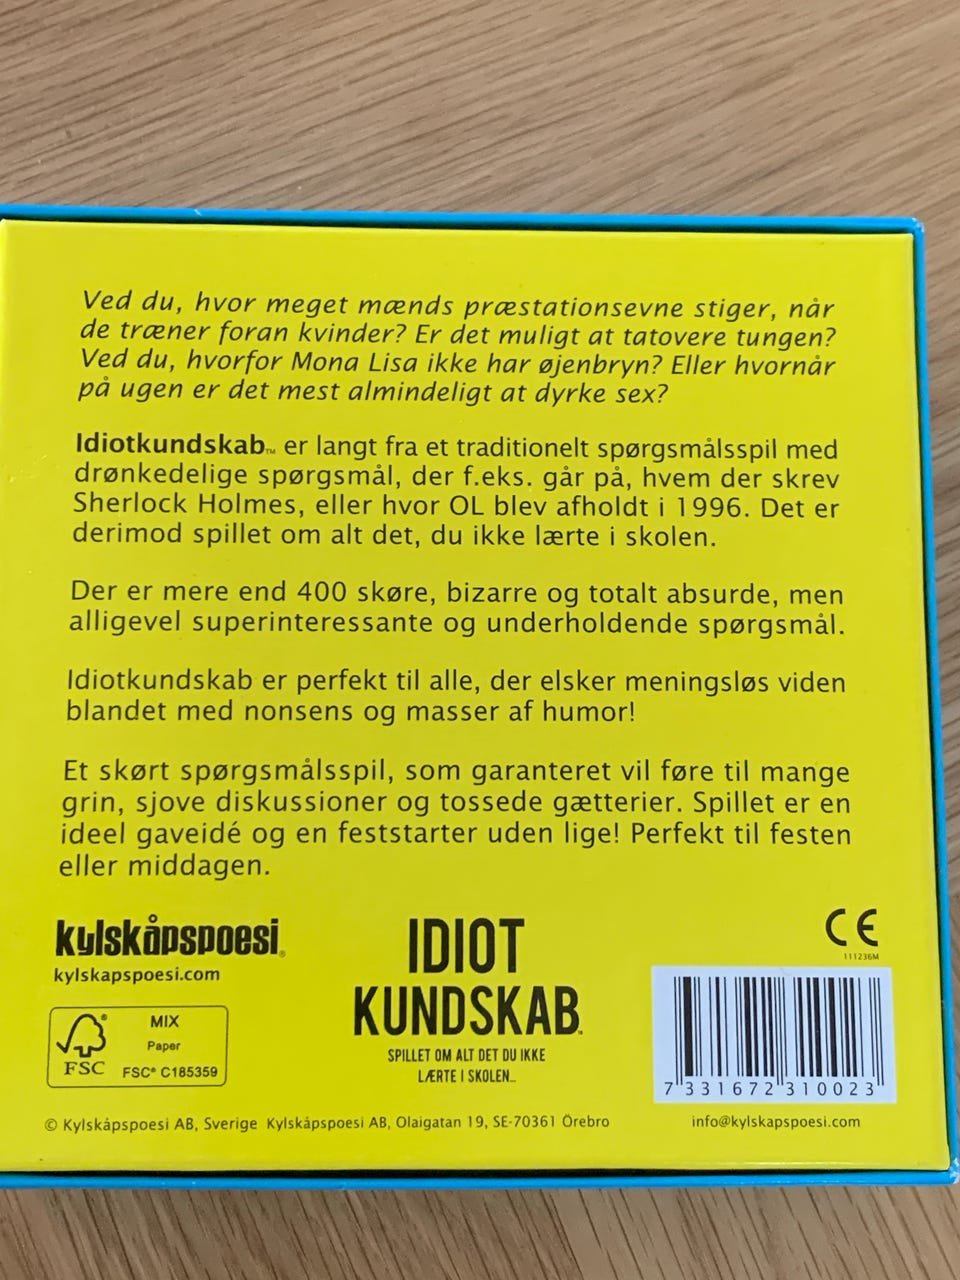 Ved du, hvor meget mænds præstationsevne stiger, når
de træner foran kvinder? Er det muligt at tatovere tungen?
Ved du, hvorfor Mona Lisa ikke har øjenbryn? Eller hvornår
på ugen er det mest almindeligt at dyrke sex?
Idiotkundskab™ er langt fra et traditionelt spørgsmålsspil med
drønkedelige spørgsmål, der f.eks. går på, hvem der skrev
Sherlock Holmes, eller hvor OL blev afholdt i 1996. Det er
derimod spillet om alt det, du ikke lærte i skolen.
Der er mere end 400 skøre, bizarre og totalt absurde, men
alligevel superinteressante og underholdende spørgsmål.
Idiotkundskab er perfekt til alle, der elsker meningsløs viden
blandet med nonsens og masser af humor!
Et skørt spørgsmålsspil, som garanteret vil føre til mange
grin, sjove diskussioner og tossede gætterier. Spillet er en
ideel gaveidé og en feststarter uden lige! Perfekt til festen
eller middagen.
kylskåpspoesi®
kylskapspoesi.com
FSC®
MIX
Paper
FSC® C185359
IDIOT
KUNDSKAB™
SPILLET OM ALT DET DU IKKE
LÆRTE I SKOLEN...
CE
111236M
7 331672 310023
© Kylskåpspoesi AB, Sverige Kylskåpspoesi AB, Olaigatan 19, SE-70361 Örebro
info@kylskapspoesi.com